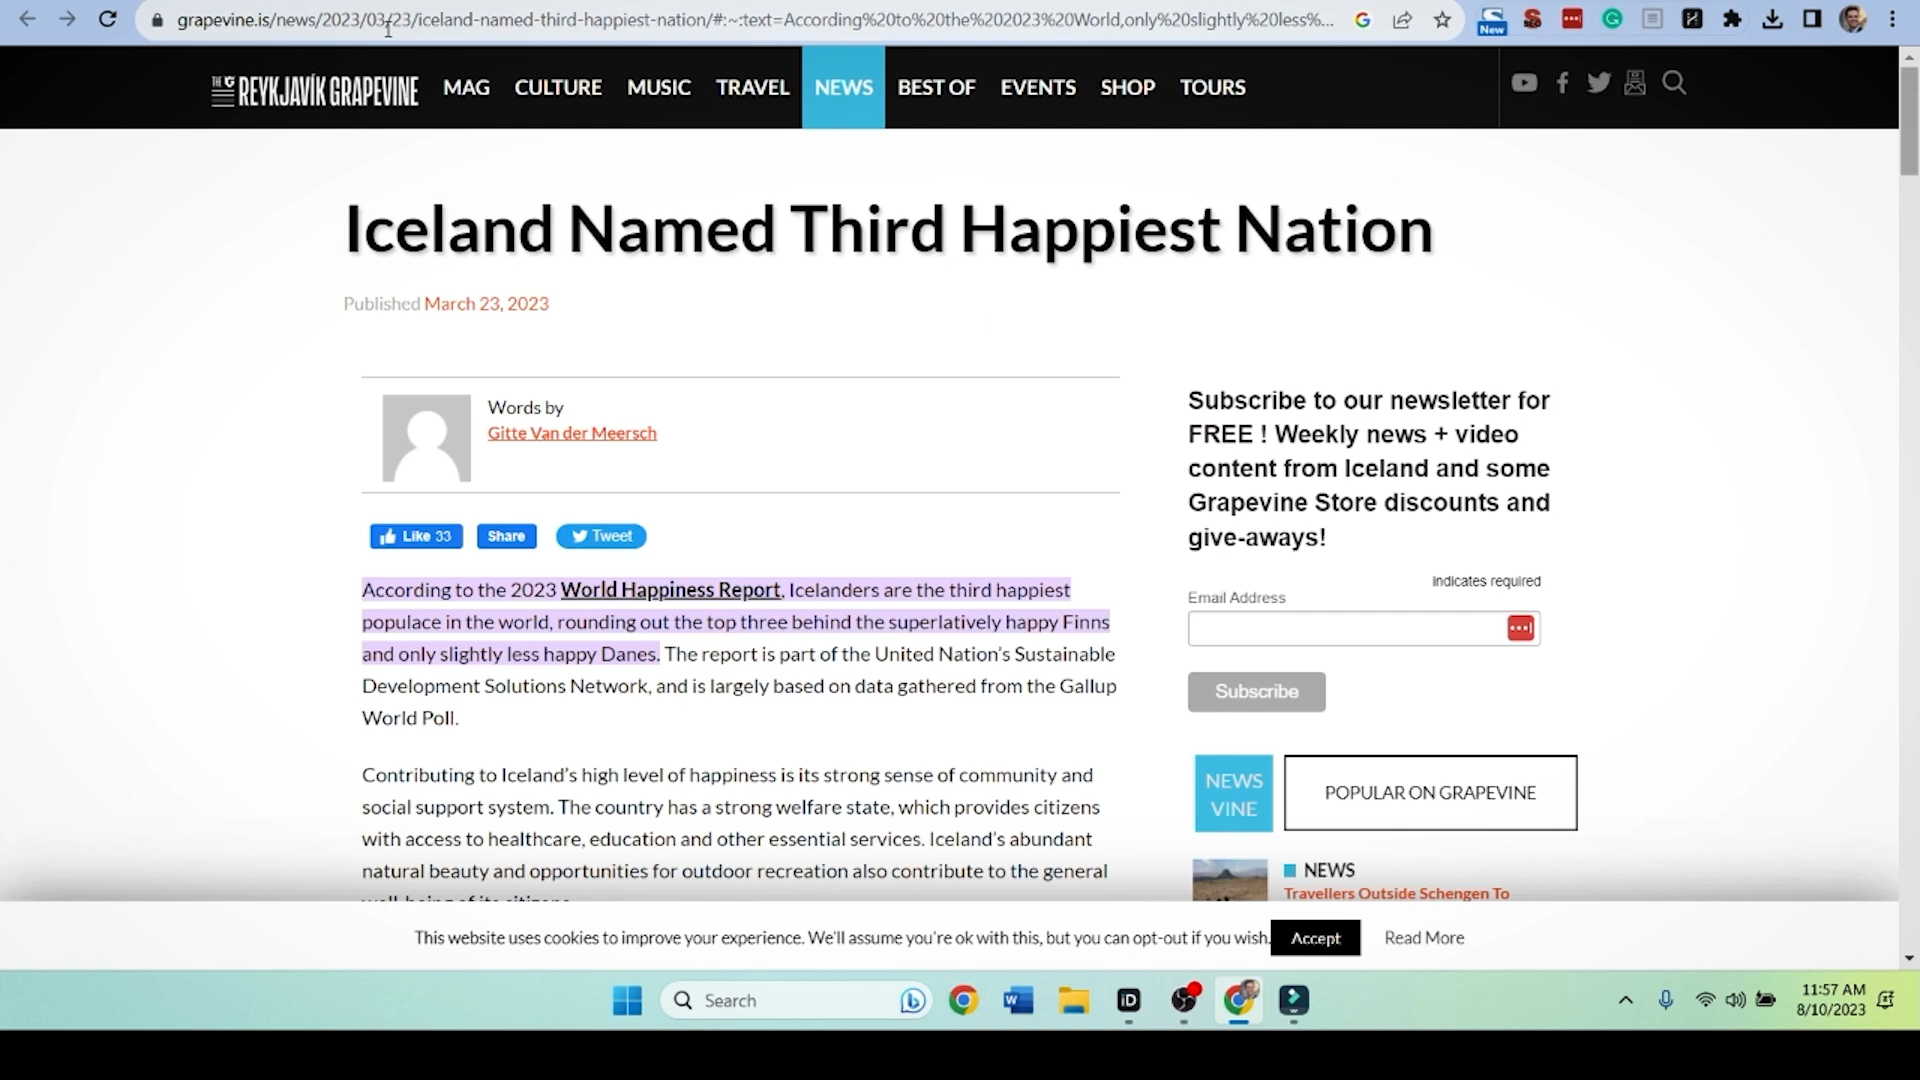 grapevine.is/news/2023/03/23/iceland-named-third-happiest-nation/#:~:text=According%20to%20the%202023%20World,only%20slightly%20less%...
New
THE REYKJAVÍK GRAPEVINE MAG CULTURE MUSIC TRAVEL NEWS BEST OF EVENTS SHOP TOURS
Iceland Named Third Happiest Nation
Published March 23, 2023
Words by
Gitte Van der Meersch
Like 33 Share Tweet
According to the 2023 World Happiness Report, Icelanders are the third happiest
populace in the world, rounding out the top three behind the superlatively happy Finns
and only slightly less happy Danes. The report is part of the United Nation's Sustainable
Development Solutions Network, and is largely based on data gathered from the Gallup
World Poll.
Contributing to Iceland's high level of happiness is its strong sense of community and
social support system. The country has a strong welfare state, which provides citizens
with access to healthcare, education and other essential services. Iceland's abundant
natural beauty and opportunities for outdoor recreation also contribute to the general
Subscribe to our newsletter for
FREE ! Weekly news + video
content from Iceland and some
Grapevine Store discounts and
give-aways!
indicates required
Email Address
Subscribe
NEWS
VINE
POPULAR ON GRAPEVINE
NEWS
Travellers Outside Schengen To
This website uses cookies to improve your experience. We'll assume you're ok with this, but you can opt-out if you wish. Accept Read More
Search
iD
11:57 AM
8/10/2023